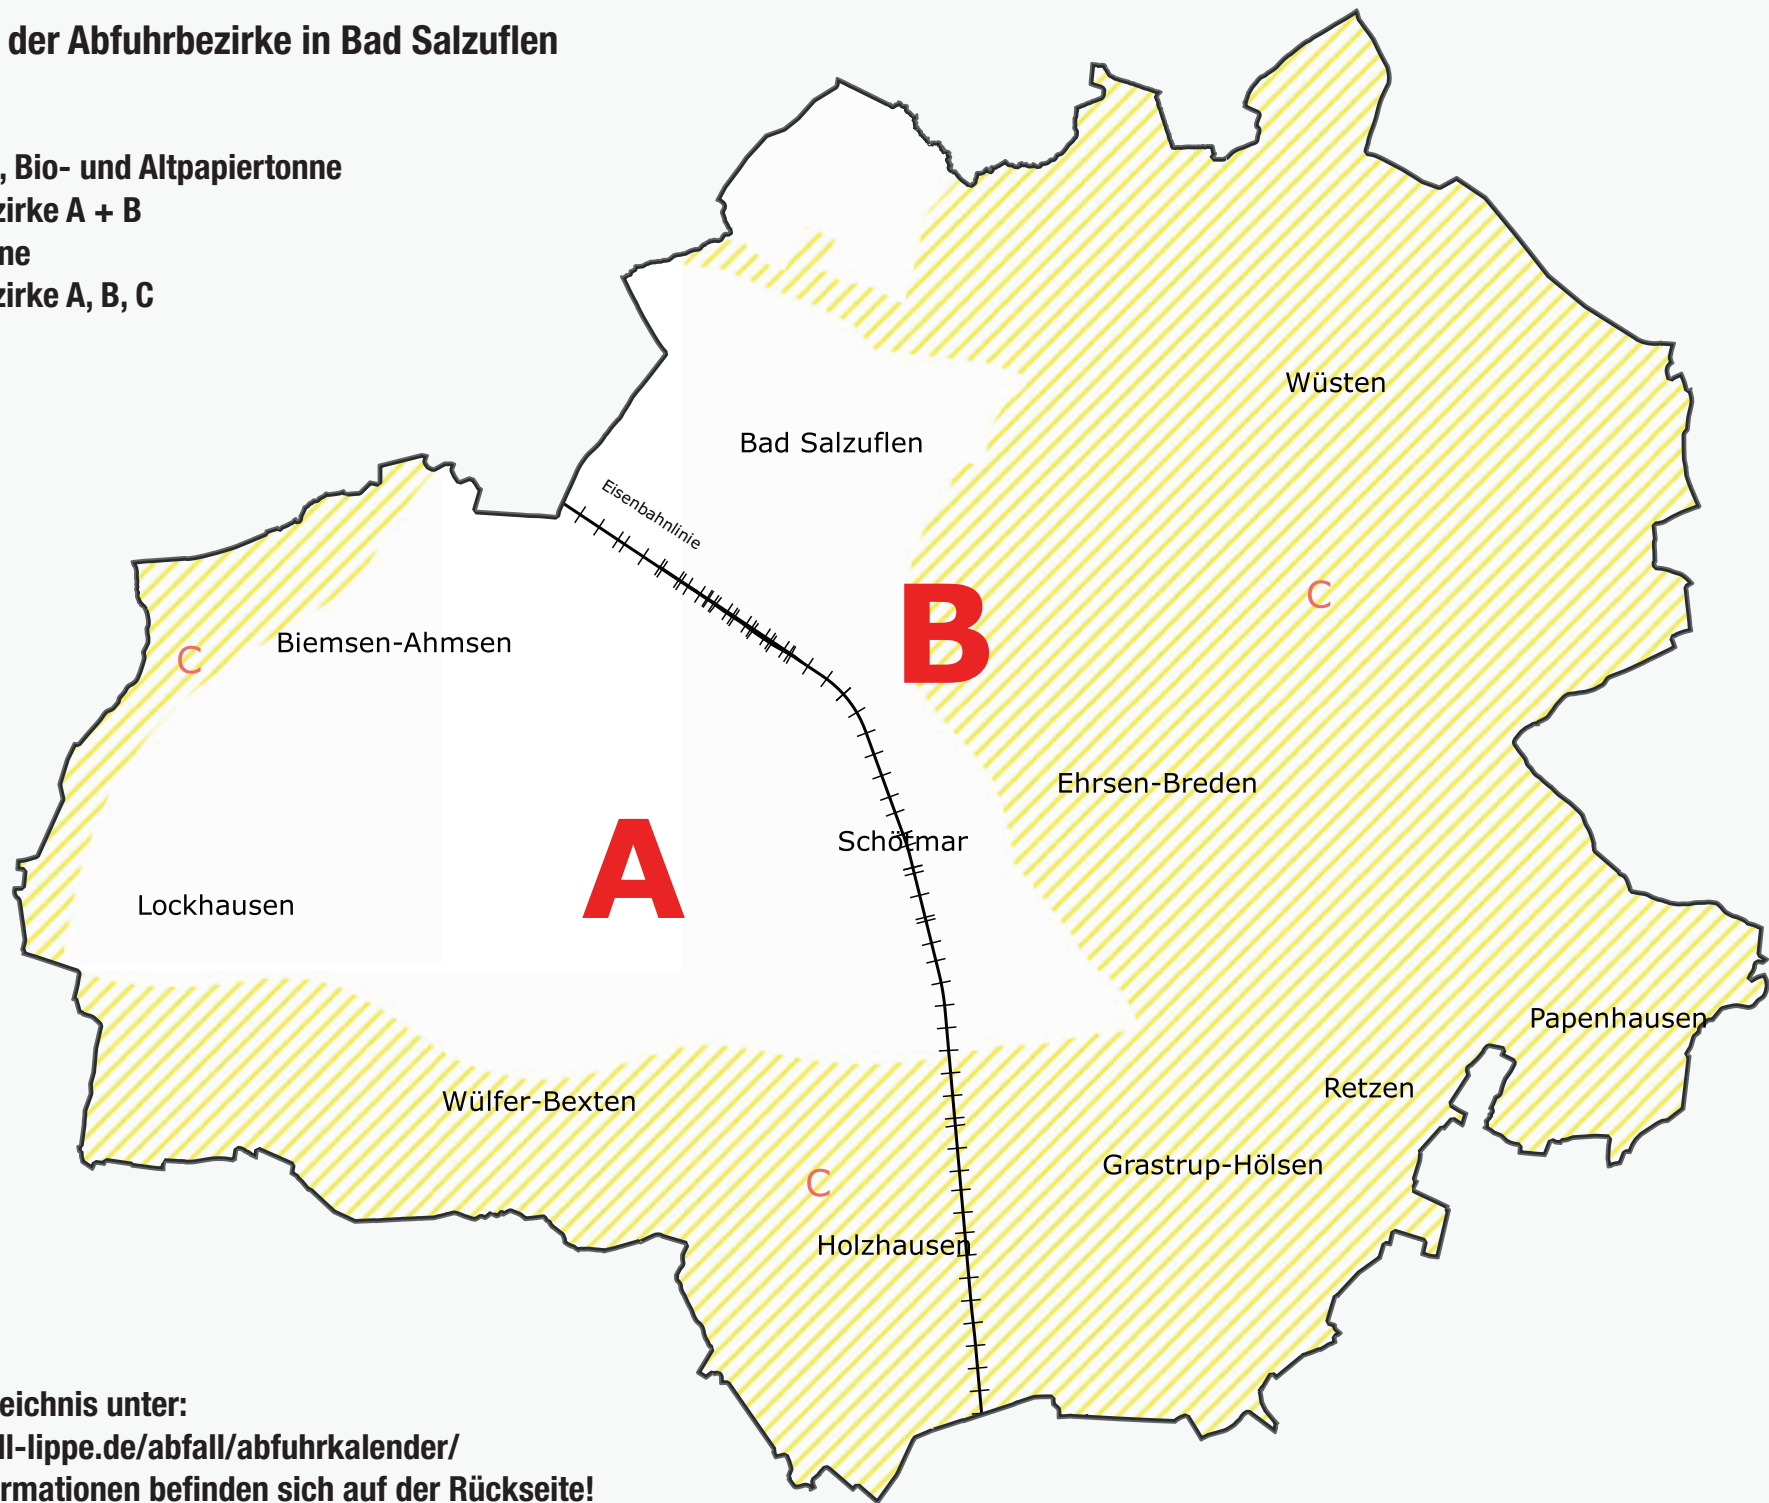 der Abfuhrbezirke in Bad Salzuflen
, Bio- und Altpapiertonne
zirke A + B
ne
zirke A, B, C
Wüsten
Bad Salzuflen
Eisenbahnlinie
C
B
Biemsen-Ahmsen
C
Ehrsen-Breden
Schötmar
A
Lockhausen
Papenhausen
Retzen
Wülfer-Bexten
Grastrup-Hölsen
C
Holzhausen
eichnis unter:
ll-lippe.de/abfall/abfuhrkalender/
rmationen befinden sich auf der Rückseite!